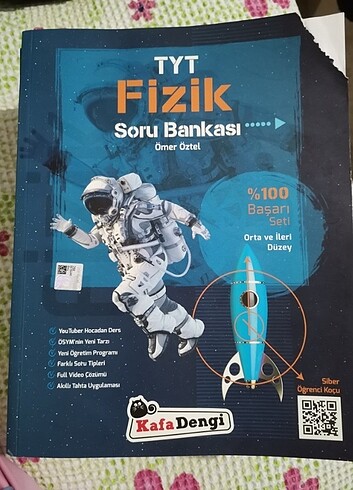 TYT
Fizik
Soru Bankası
Ömer Öztel
%100
Başarı
Seti
Orta ve İleri
Düzey
YouTuber Hocadan Ders
ÖSYM'nin Yeni Tarzı
Yeni Öğretim Programı
Farklı Soru Tipleri
Full Video Çözümü
Akıllı Tahta Uygulaması
Siber
Öğrenci Koçu
KafaDengi